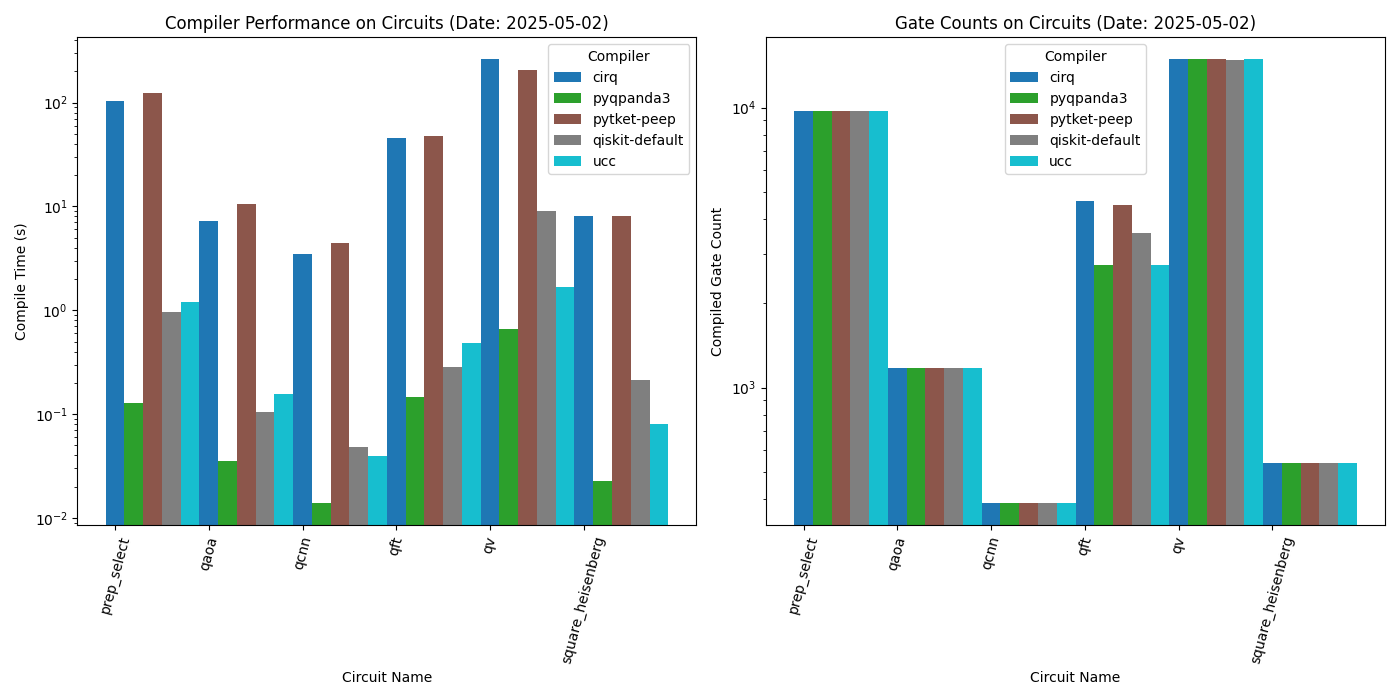 Compiler Performance on Circuits (Date: 2025-05-02)
Compile Time (s)
10^2
10^1
10^0
10^-1
10^-2
Compiler
cirq
pyqpanda3
pytket-peep
qiskit-default
ucc
prep_select
qaoa
qcnn
qft
qv
square_heisenberg
Circuit Name
Gate Counts on Circuits (Date: 2025-05-02)
Compiled Gate Count
10^4
10^3
Compiler
cirq
pyqpanda3
pytket-peep
qiskit-default
ucc
prep_select
qaoa
qcnn
qft
qv
square_heisenberg
Circuit Name